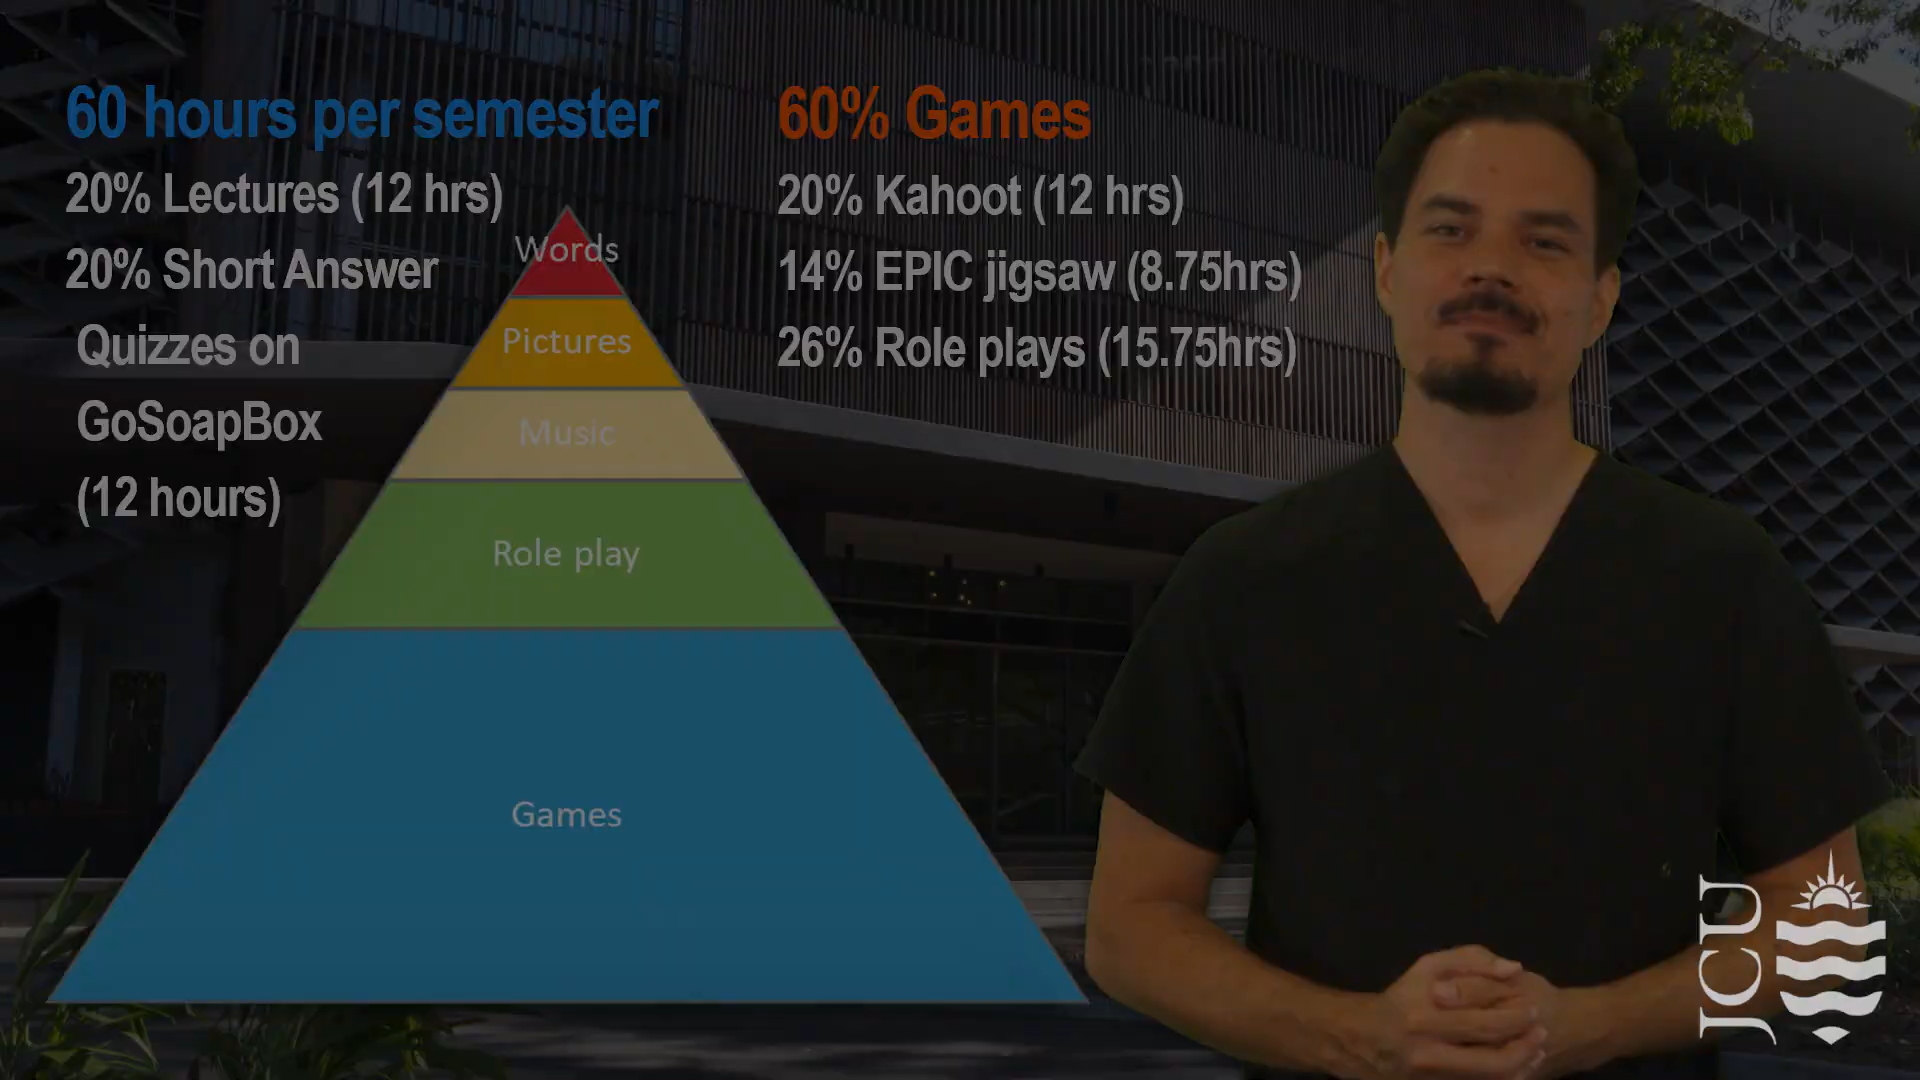 60 hours per semester
20% Lectures (12 hrs)
20% Short Answer
Quizzes on
GoSoapBox
(12 hours)
60% Games
20% Kahoot (12 hrs)
14% EPIC jigsaw (8.75hrs)
26% Role plays (15.75hrs)
Words
Pictures
Music
Role play
Games
JCU